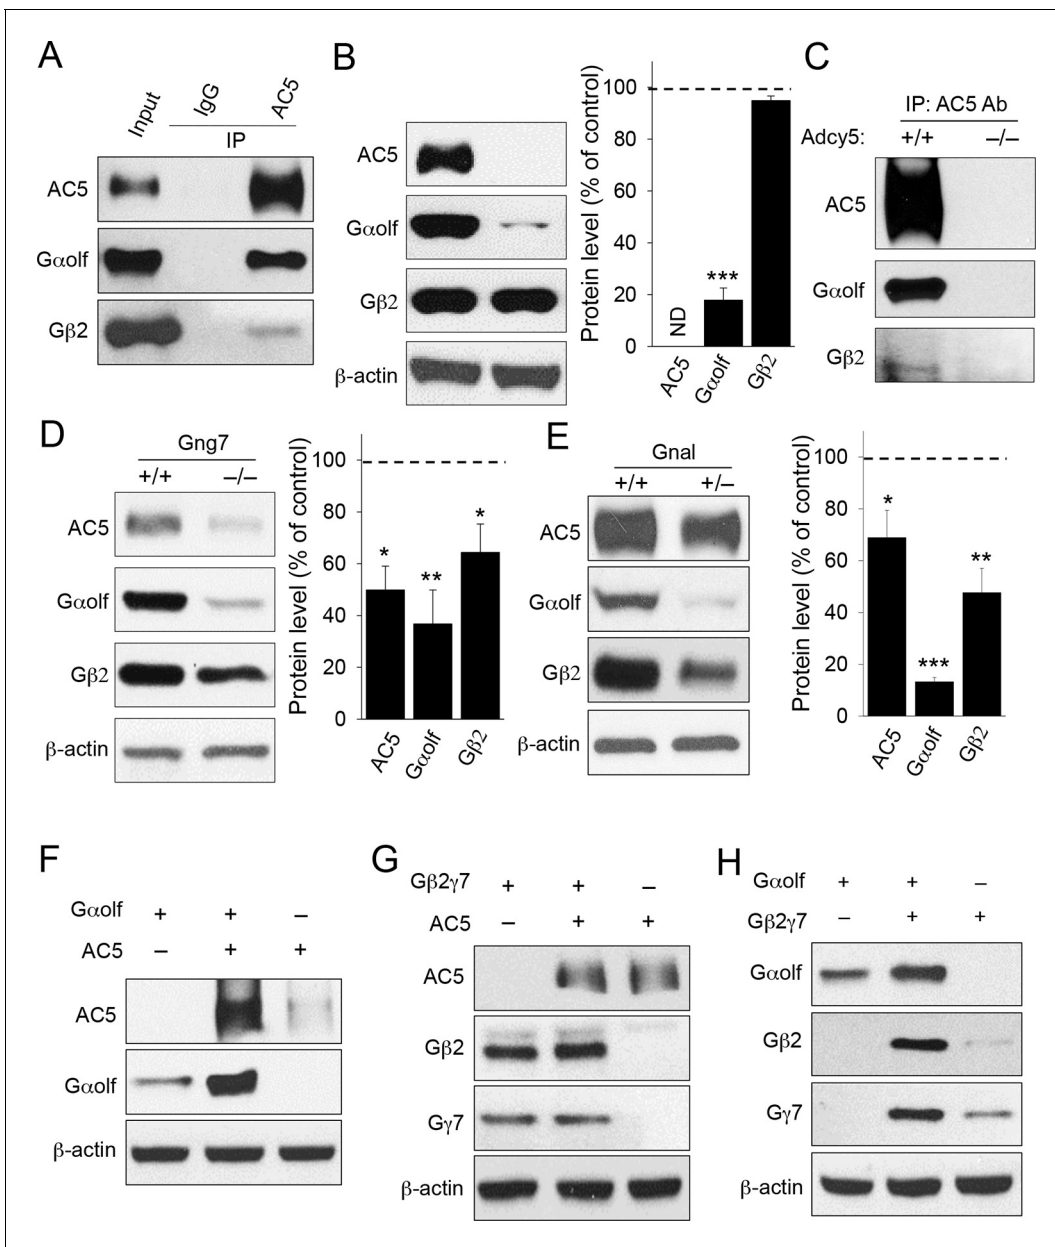 A
Input
IgG
AC5
IP
AC5
Gαolf
Gβ2
B
AC5
Gαolf
Gβ2
β-actin
Protein level (% of control)
100
80
60
40
20
0
***
ND
AC5
Gαolf
Gβ2
C
IP: AC5 Ab
Adcy5: +/+ –/–
AC5
Gαolf
Gβ2
D
Gng7
+/+ –/–
AC5
Gαolf
Gβ2
β-actin
Protein level (% of control)
100
80
60
40
20
0
* ** *
AC5
Gαolf
Gβ2
E
Gnal
+/+ +/–
AC5
Gαolf
Gβ2
β-actin
Protein level (% of control)
100
80
60
40
20
0
* *** **
AC5
Gαolf
Gβ2
F
Gαolf + + –
AC5 – + +
AC5
Gαolf
β-actin
G
Gβ2γ7 + + –
AC5 – + +
AC5
Gβ2
Gγ7
β-actin
H
Gαolf + + –
Gβ2γ7 – + +
Gαolf
Gβ2
Gγ7
β-actin